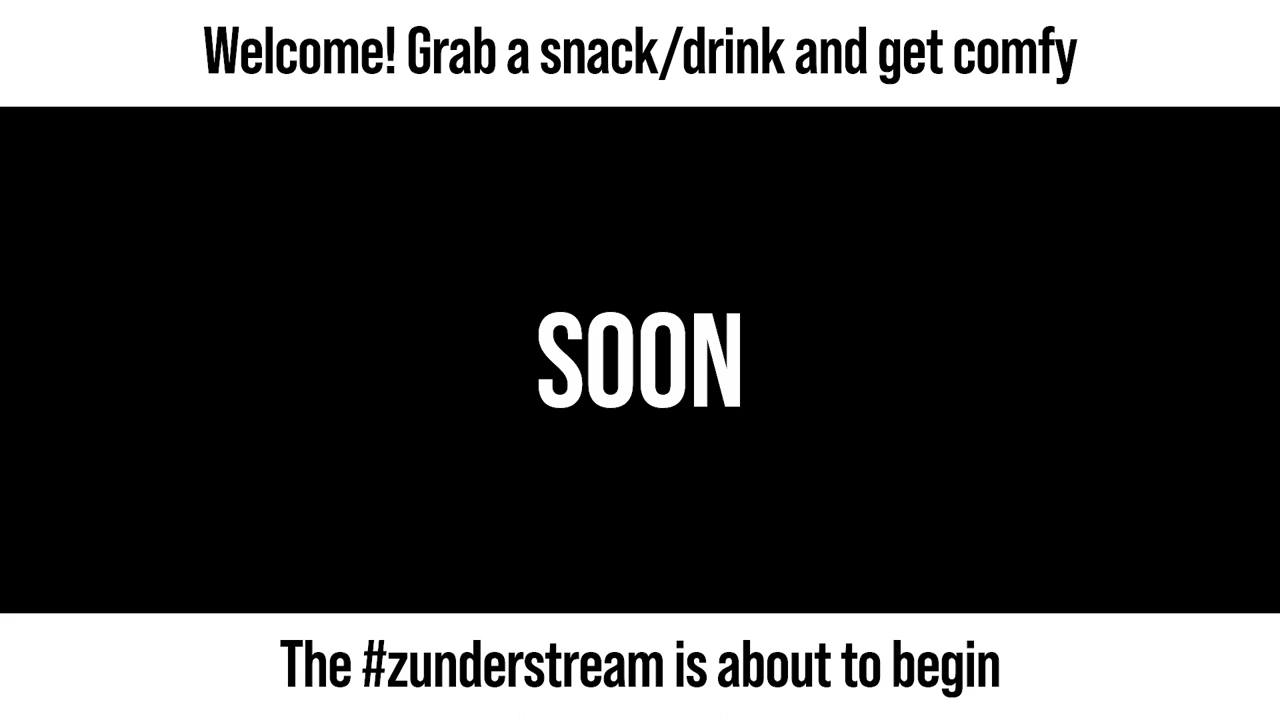 Welcome! Grab a snack/drink and get comfy
SOON
The #zunderstream is about to begin